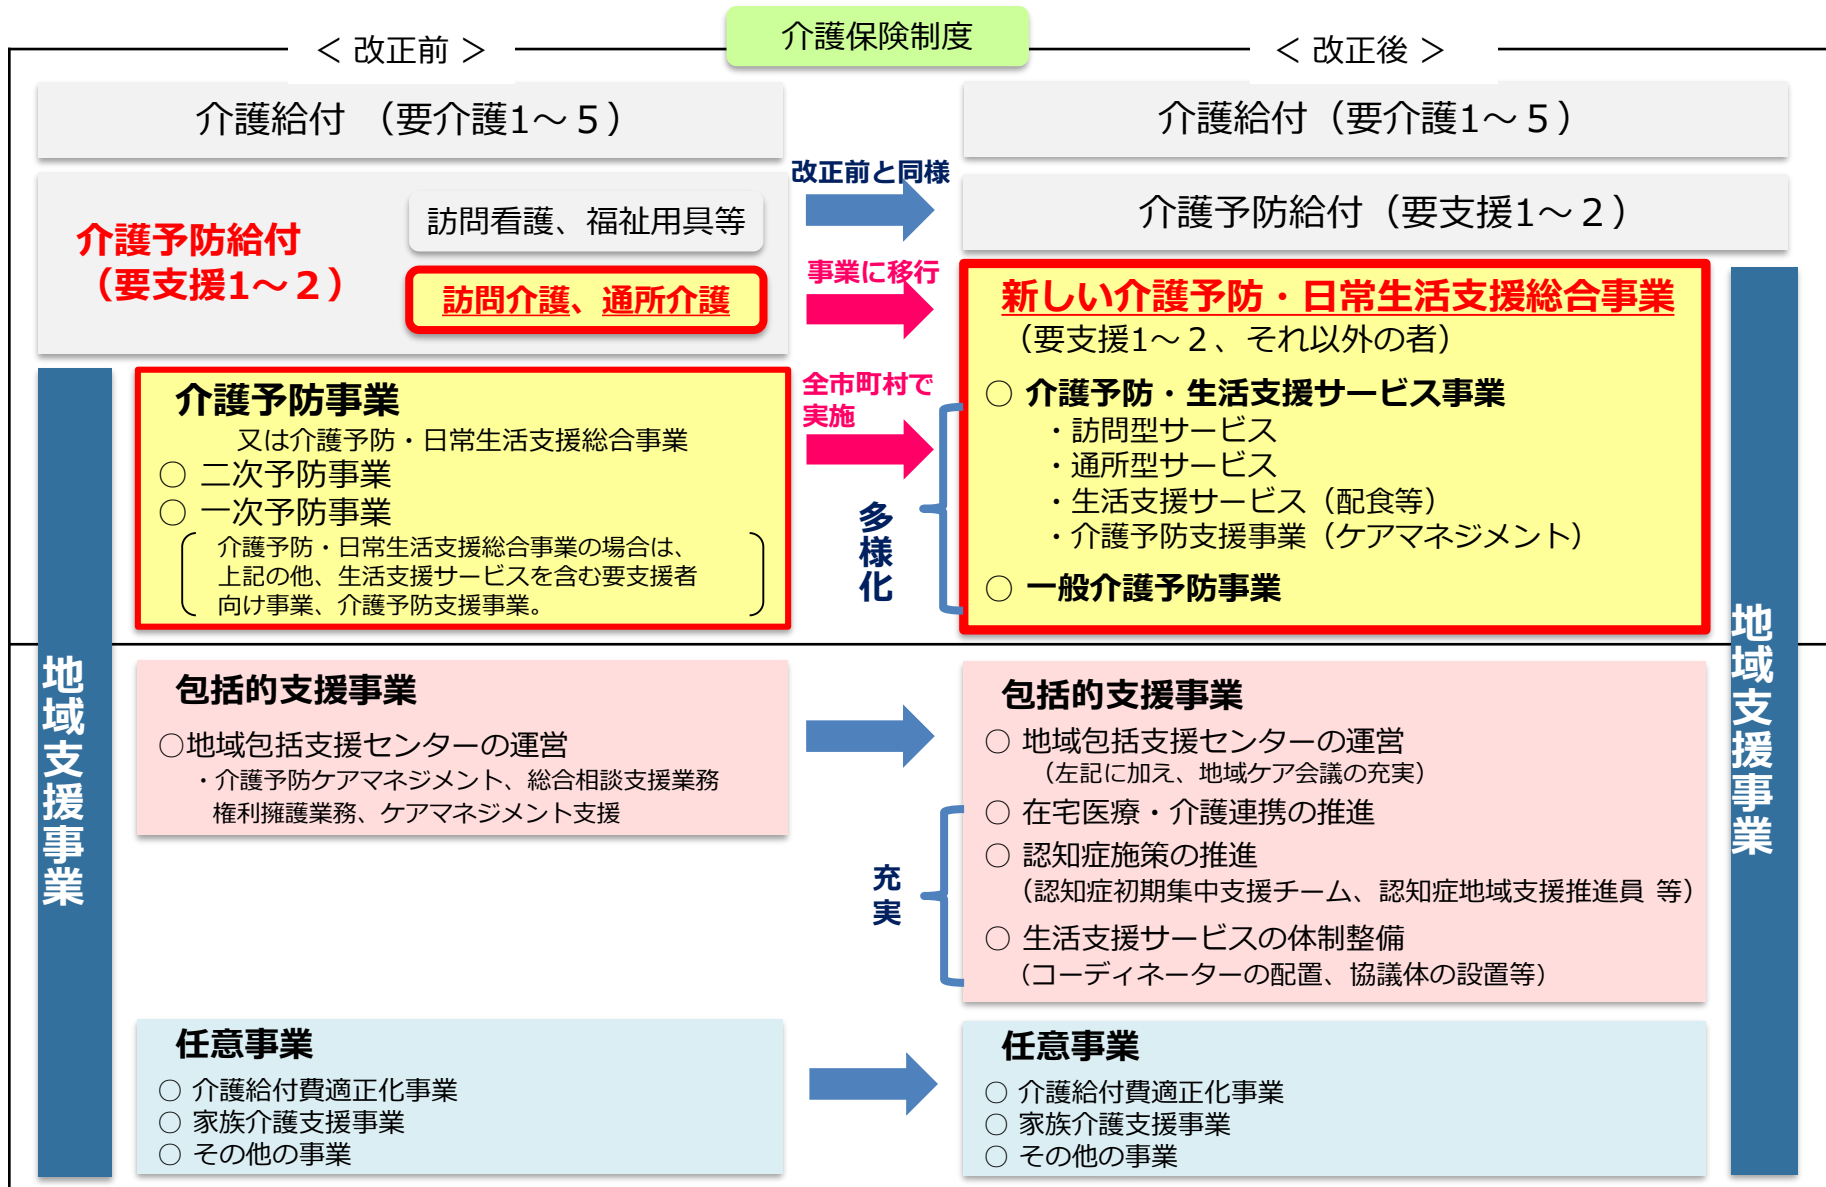 介護保険制度
＜ 改正前 ＞
介護給付 （要介護1～５）
介護予防給付
（要支援1～２）
訪問看護、福祉用具等
訪問介護、通所介護
介護予防事業
又は介護予防・日常生活支援総合事業
○ 二次予防事業
○ 一次予防事業
介護予防・日常生活支援総合事業の場合は、
上記の他、生活支援サービスを含む要支援者
向け事業、介護予防支援事業。
地域支援事業
包括的支援事業
○地域包括支援センターの運営
・介護予防ケアマネジメント、総合相談支援業務
権利擁護業務、ケアマネジメント支援
任意事業
○ 介護給付費適正化事業
○ 家族介護支援事業
○ その他の事業
改正前と同様
事業に移行
全市町村で
実施
多様化
充実
＜ 改正後 ＞
介護給付（要介護1～５）
介護予防給付（要支援1～２）
新しい介護予防・日常生活支援総合事業
（要支援1～２、それ以外の者）
○ 介護予防・生活支援サービス事業
・訪問型サービス
・通所型サービス
・生活支援サービス（配食等）
・介護予防支援事業（ケアマネジメント）
○ 一般介護予防事業
包括的支援事業
○ 地域包括支援センターの運営
（左記に加え、地域ケア会議の充実）
○ 在宅医療・介護連携の推進
○ 認知症施策の推進
（認知症初期集中支援チーム、認知症地域支援推進員 等）
○ 生活支援サービスの体制整備
（コーディネーターの配置、協議体の設置等）
任意事業
○ 介護給付費適正化事業
○ 家族介護支援事業
○ その他の事業
地域支援事業